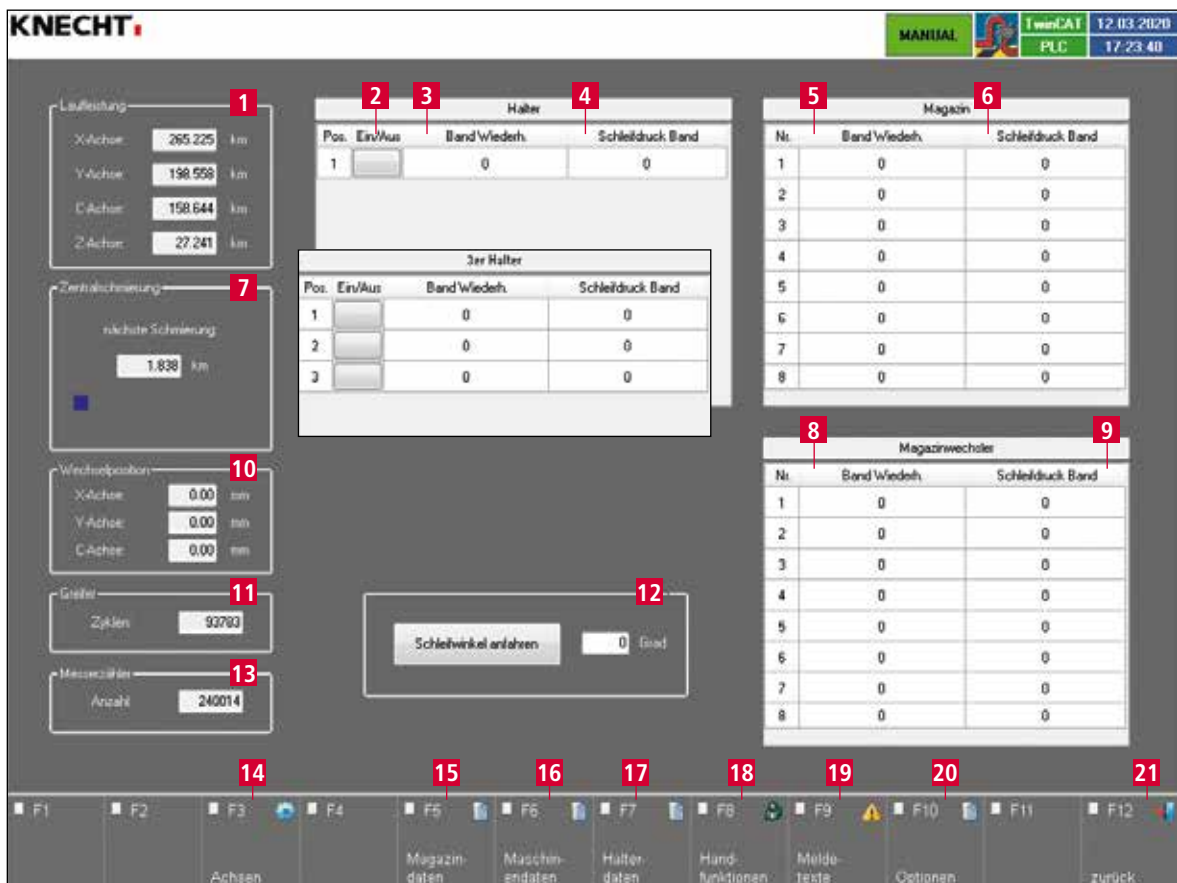 KNECHT
MANUAL
TwinCAT
PLC
12.03.2020
17:23:40
Laufleistung
1
X-Achse: 265.225 km
Y-Achse: 198.558 km
C-Achse: 158.644 km
Z-Achse: 27.241 km
Zentralschmierung
7
nächste Schmierung
1.838 km
Wechselposition
10
X-Achse: 0.00 mm
Y-Achse: 0.00 mm
C-Achse: 0.00 mm
Greifer
11
Zyklen 93783
Messerzähler
13
Anzahl 240014
2 3 4
Halter
Pos. Ein/Aus Band Wiederh. Schleifdruck Band
1 0 0
3er Halter
Pos. Ein/Aus Band Wiederh. Schleifdruck Band
1 0 0
2 0 0
3 0 0
12
Schleifwinkel anfahren 0 Grad
5 6
Magazin
Nr. Band Wiederh. Schleifdruck Band
1 0 0
2 0 0
3 0 0
4 0 0
5 0 0
6 0 0
7 0 0
8 0 0
8 9
Magazinwechsler
Nr. Band Wiederh. Schleifdruck Band
1 0 0
2 0 0
3 0 0
4 0 0
5 0 0
6 0 0
7 0 0
8 0 0
14 15 16 17 18 19 20 21
F1 F2 F3 F4 F5 F6 F7 F8 F9 F10 F11 F12
Achsen
Magazin-
daten
Maschin-
endaten
Halter-
daten
Hand-
funktionen
Melde-
texte
Optionen
zurück